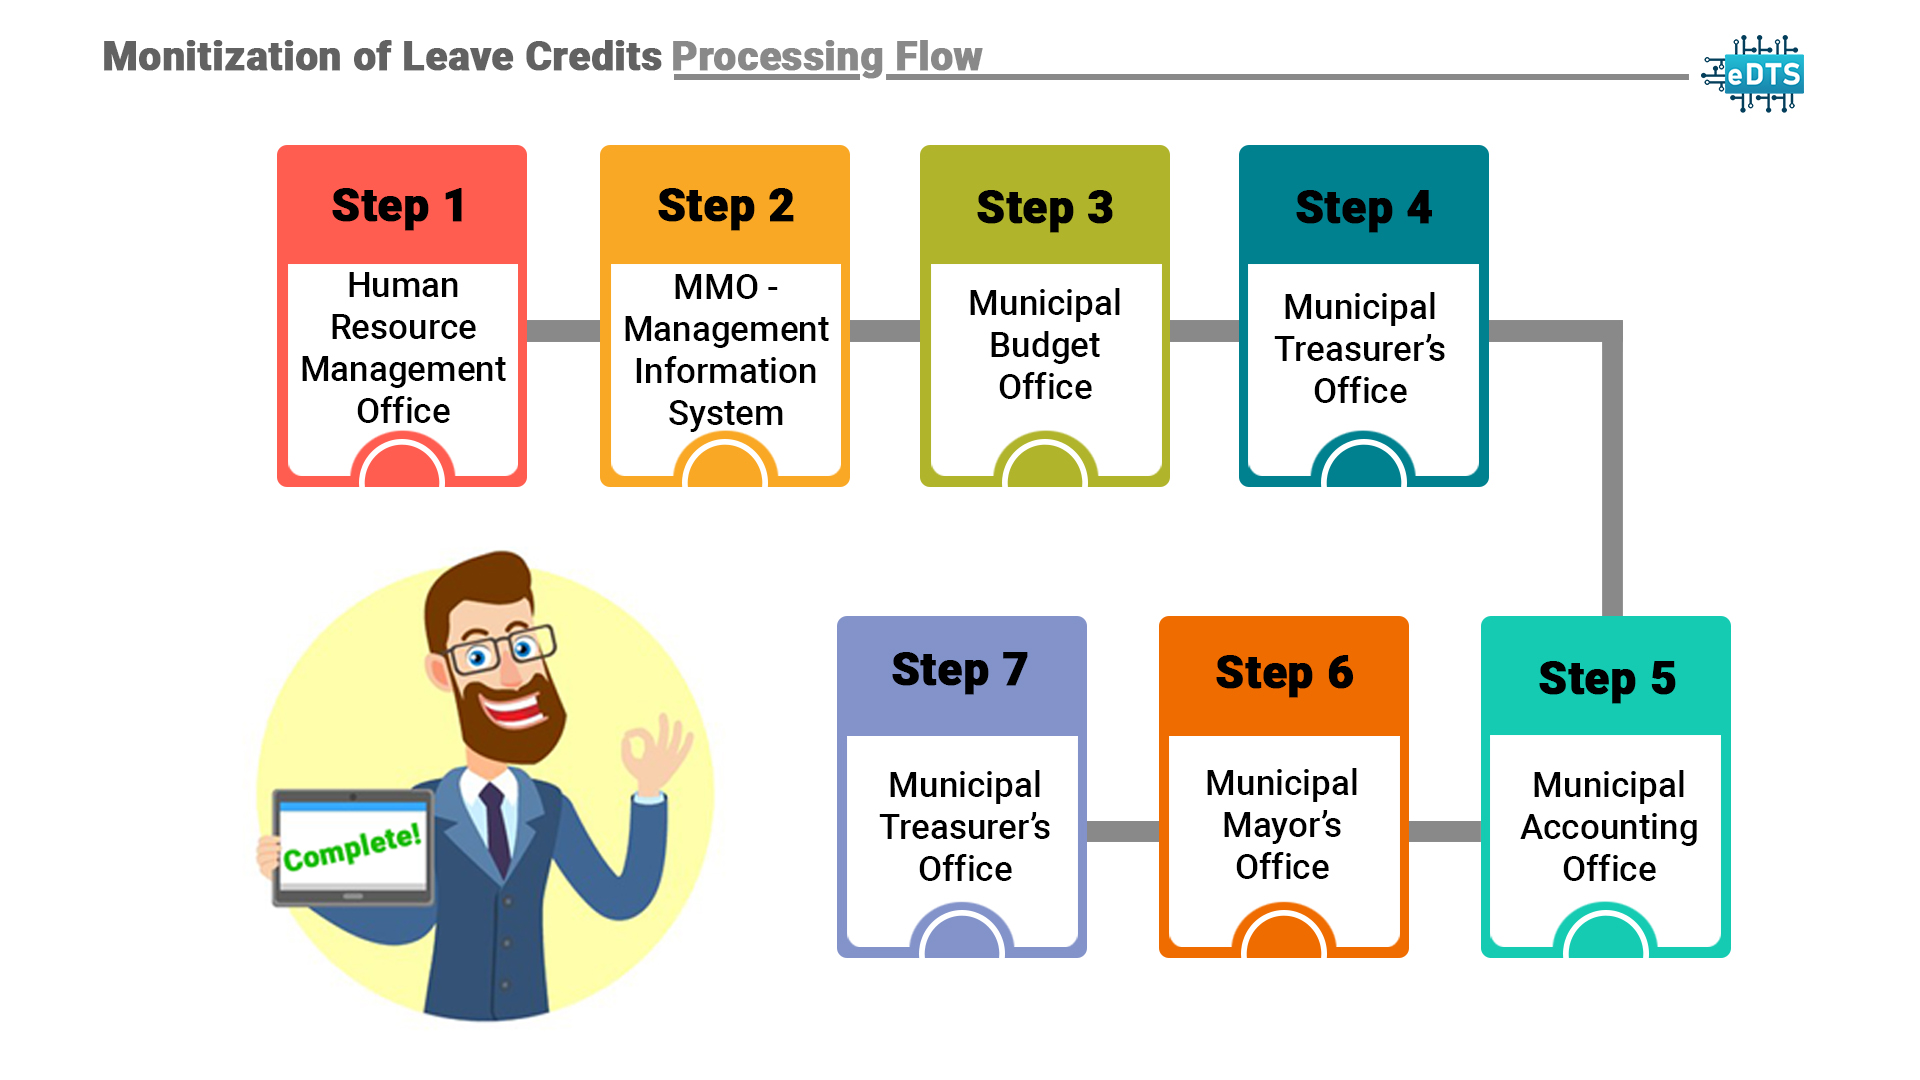 Monitization of Leave Credits Processing Flow
eDTS
Step 1
Human
Resource
Management
Office
Step 2
MMO -
Management
Information
System
Step 3
Municipal
Budget
Office
Step 4
Municipal
Treasurer’s
Office
Step 5
Municipal
Accounting
Office
Step 6
Municipal
Mayor’s
Office
Step 7
Municipal
Treasurer’s
Office
Complete!